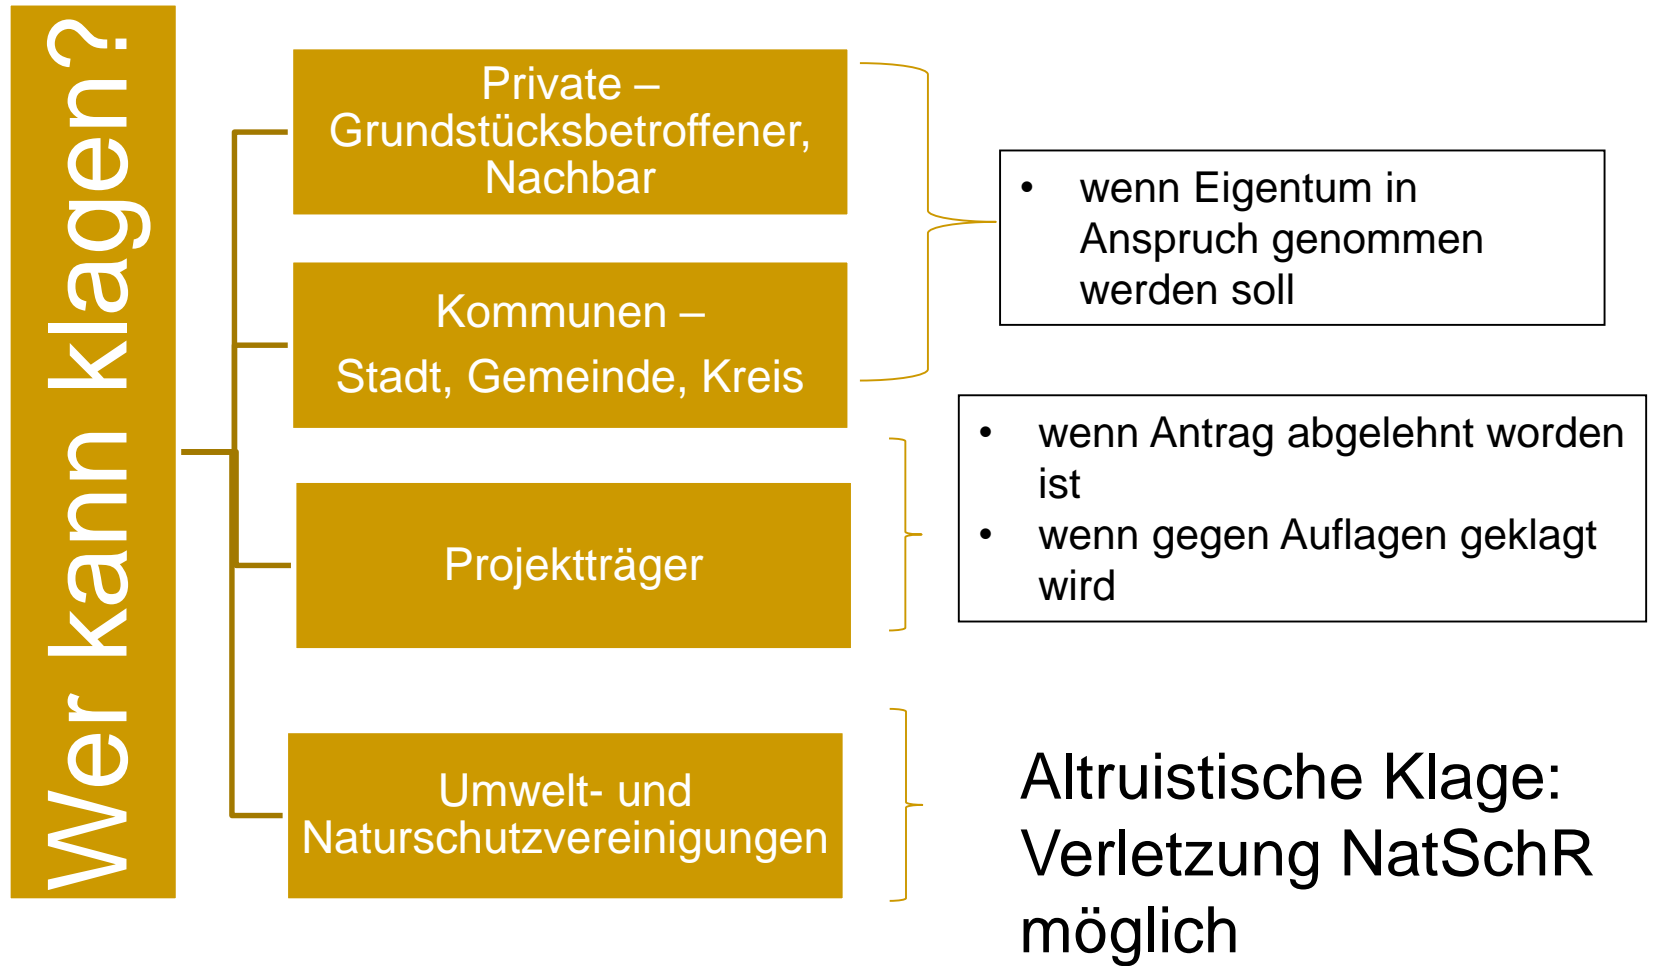 Wer kann klagen?
Private –
Grundstücksbetroffener,
Nachbar
Kommunen –
Stadt, Gemeinde, Kreis
Projektträger
Umwelt- und
Naturschutzvereinigungen
• wenn Eigentum in
Anspruch genommen
werden soll
• wenn Antrag abgelehnt worden
ist
• wenn gegen Auflagen geklagt
wird
Altruistische Klage:
Verletzung NatSchR
möglich